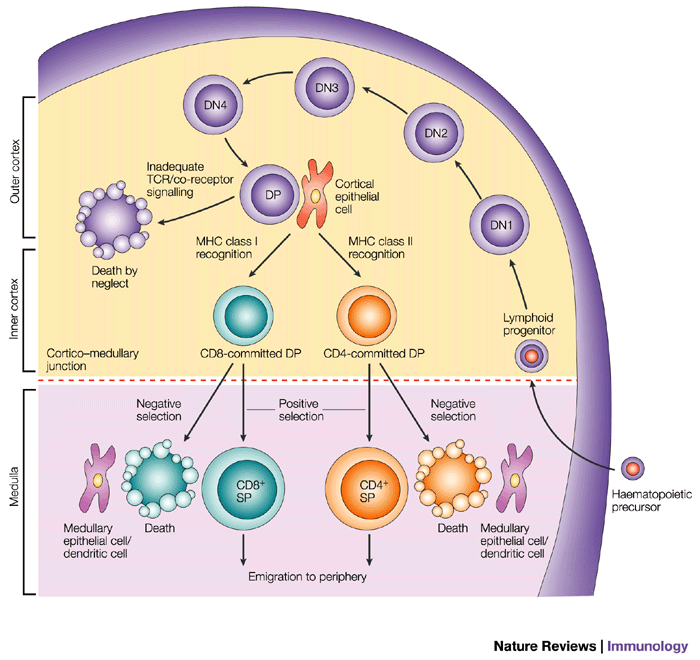 DN3
DN4
DN2
Outer cortex
Inadequate
TCR/co-receptor
signalling
DP
Cortical
epithelial
cell
DN1
MHC class I
recognition
MHC class II
recognition
Death by
neglect
Inner cortex
Lymphoid
progenitor
CD8-committed DP
CD4-committed DP
Cortico–medullary
junction
Negative
selection
Positive
selection
Negative
selection
Medulla
CD8+
SP
CD4+
SP
Haematopoietic
precursor
Medullary
epithelial cell/
dendritic cell
Death
Death
Medullary
epithelial cell/
dendritic cell
Emigration to periphery
Nature Reviews | Immunology